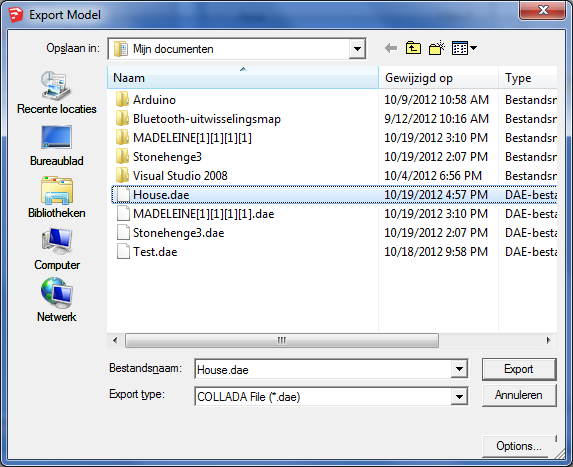 Export Model
Opslaan in: Mijn documenten
Naam Gewijzigd op Type
Arduino 10/9/2012 10:58 AM Bestandsm
Bluetooth-uitwisselingsmap 9/12/2012 10:16 AM Bestandsm
MADELEINE[1][1][1][1] 10/19/2012 3:10 PM Bestandsm
Stonehenge3 10/19/2012 2:07 PM Bestandsm
Visual Studio 2008 10/4/2012 6:56 PM Bestandsm
House.dae 10/19/2012 4:57 PM DAE-besta
MADELEINE[1][1][1][1].dae 10/19/2012 3:10 PM DAE-besta
Stonehenge3.dae 10/19/2012 2:07 PM DAE-besta
Test.dae 10/18/2012 9:58 PM DAE-besta
Recente locaties
Bureaublad
Bibliotheken
Computer
Netwerk
Bestandsnaam: House.dae Export
Export type: COLLADA File (*.dae) Annuleren
Options...